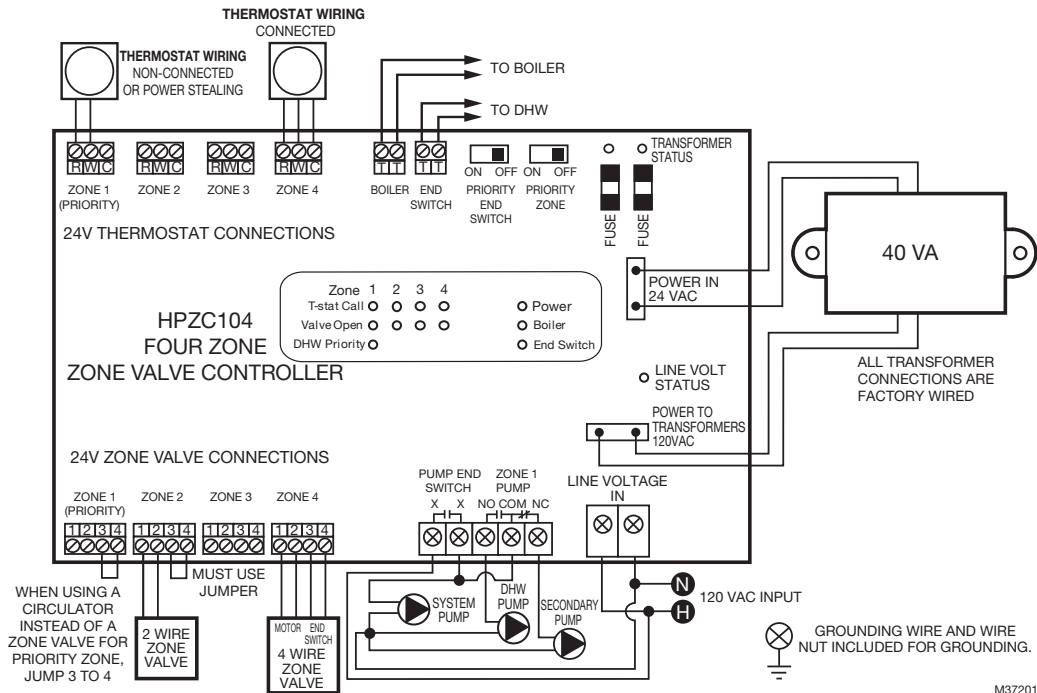 THERMOSTAT WIRING
CONNECTED
THERMOSTAT WIRING
NON-CONNECTED
OR POWER STEALING
TO BOILER
TO DHW
R W C
R W C
R W C
R W C
T T
T T
ON OFF
ON OFF
TRANSFORMER
STATUS
ZONE 1
(PRIORITY)
ZONE 2
ZONE 3
ZONE 4
BOILER
END
SWITCH
PRIORITY
END
SWITCH
PRIORITY
ZONE
FUSE
FUSE
24V THERMOSTAT CONNECTIONS
POWER IN
24 VAC
40 VA
Zone 1 2 3 4
T-stat Call
Valve Open
DHW Priority
Power
Boiler
End Switch
HPZC104
FOUR ZONE
ZONE VALVE CONTROLLER
LINE VOLT
STATUS
ALL TRANSFORMER
CONNECTIONS ARE
FACTORY WIRED
POWER TO
TRANSFORMERS
120VAC
24V ZONE VALVE CONNECTIONS
ZONE 1
(PRIORITY)
ZONE 2
ZONE 3
ZONE 4
1 2 3 4
1 2 3 4
1 2 3 4
1 2 3 4
PUMP END
SWITCH
X X
ZONE 1
PUMP
NO COM NC
LINE VOLTAGE
IN
WHEN USING A
CIRCULATOR
INSTEAD OF A
ZONE VALVE FOR
PRIORITY ZONE,
JUMP 3 TO 4
MUST USE
JUMPER
2 WIRE
ZONE
VALVE
MOTOR
END
SWITCH
4 WIRE
ZONE
VALVE
SYSTEM
PUMP
DHW
PUMP
SECONDARY
PUMP
N
H
120 VAC INPUT
GROUNDING WIRE AND WIRE
NUT INCLUDED FOR GROUNDING.
M37201